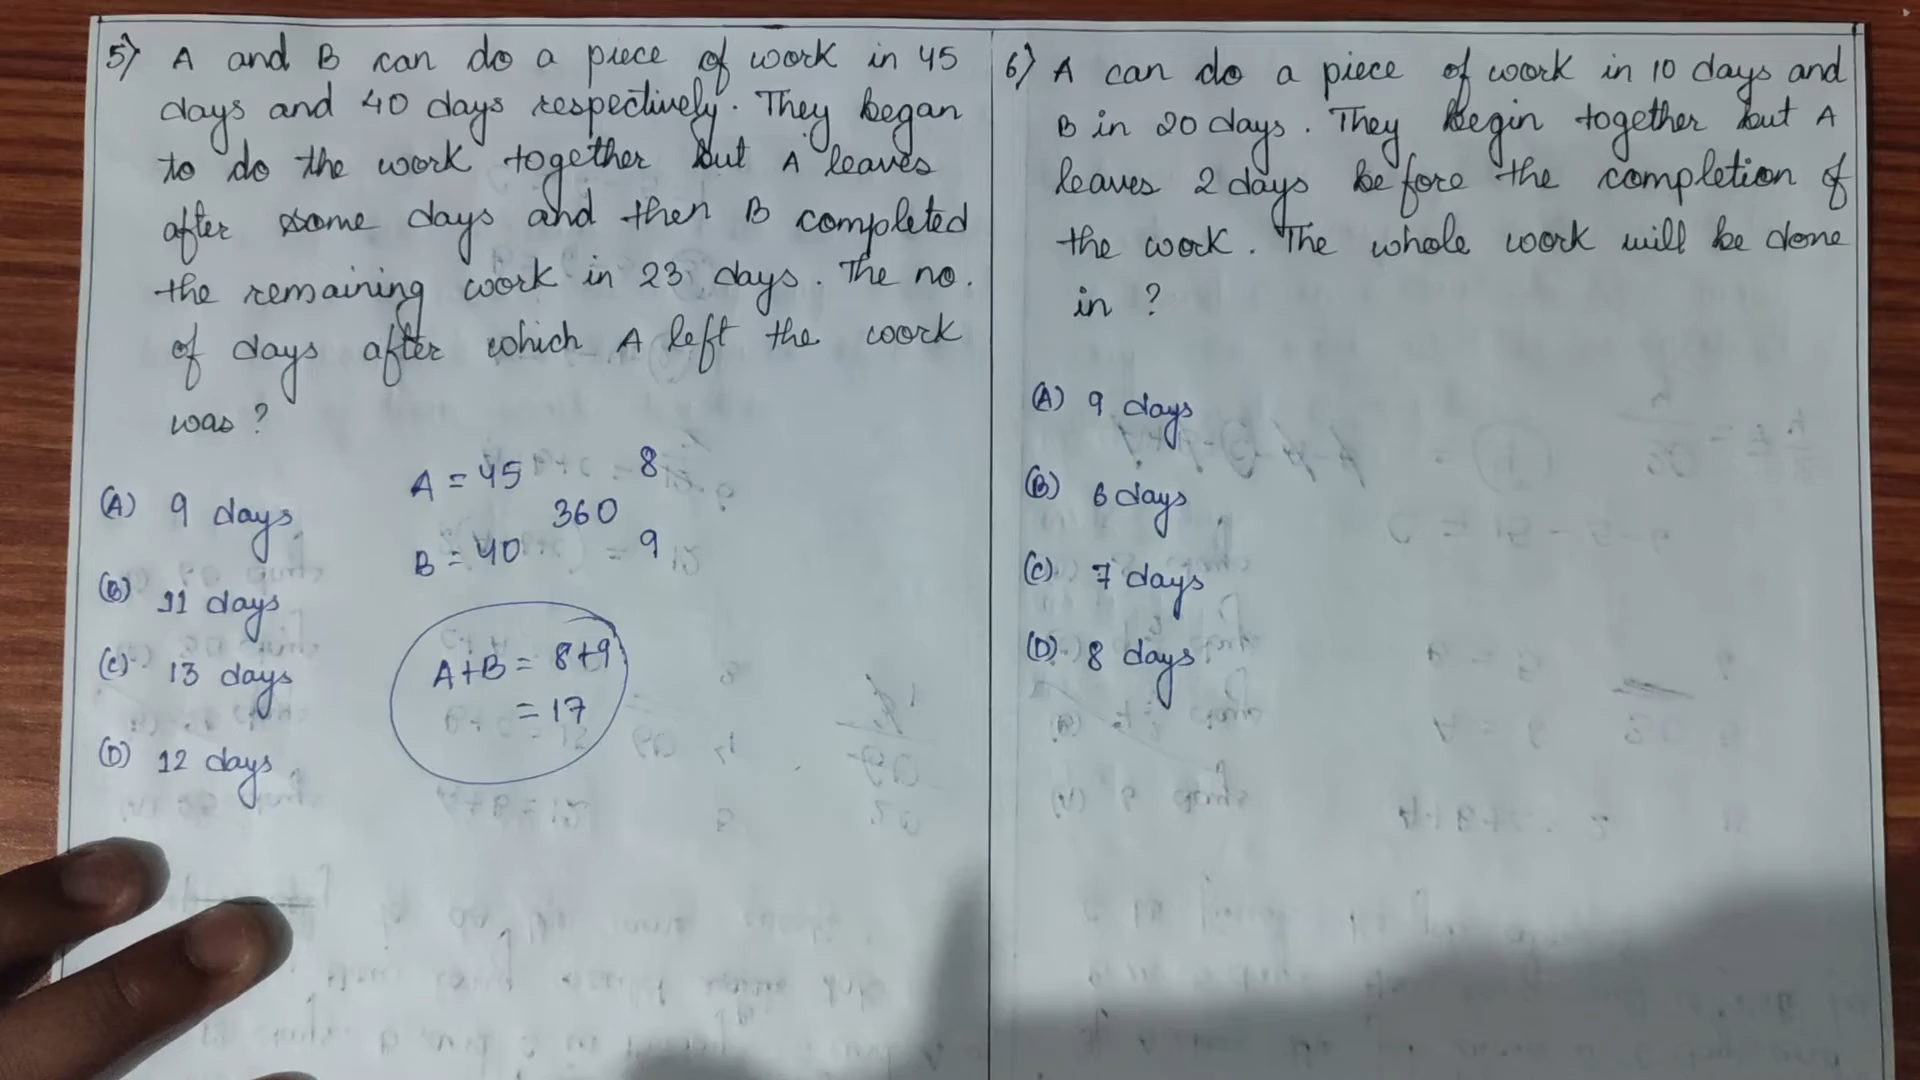 5) A and B can do a piece of work in 45
days and 40 days respectively. They began
to do the work together but A leaves
after some days and then B completed
the remaining work in 23 days. The no.
of days after which A left the work
was?
(A) 9 days
(B) 11 days
(C) 13 days
(D) 12 days
A = 45 8
360
B = 40 9
A+B = 8+9
= 17
6) A can do a piece of work in 10 days and
B in 20 days. They begin together but A
leaves 2 days before the completion of
the work. The whole work will be done
in ?
(A) 9 days
(B) 6 days
(C) 7 days
(D) 8 days